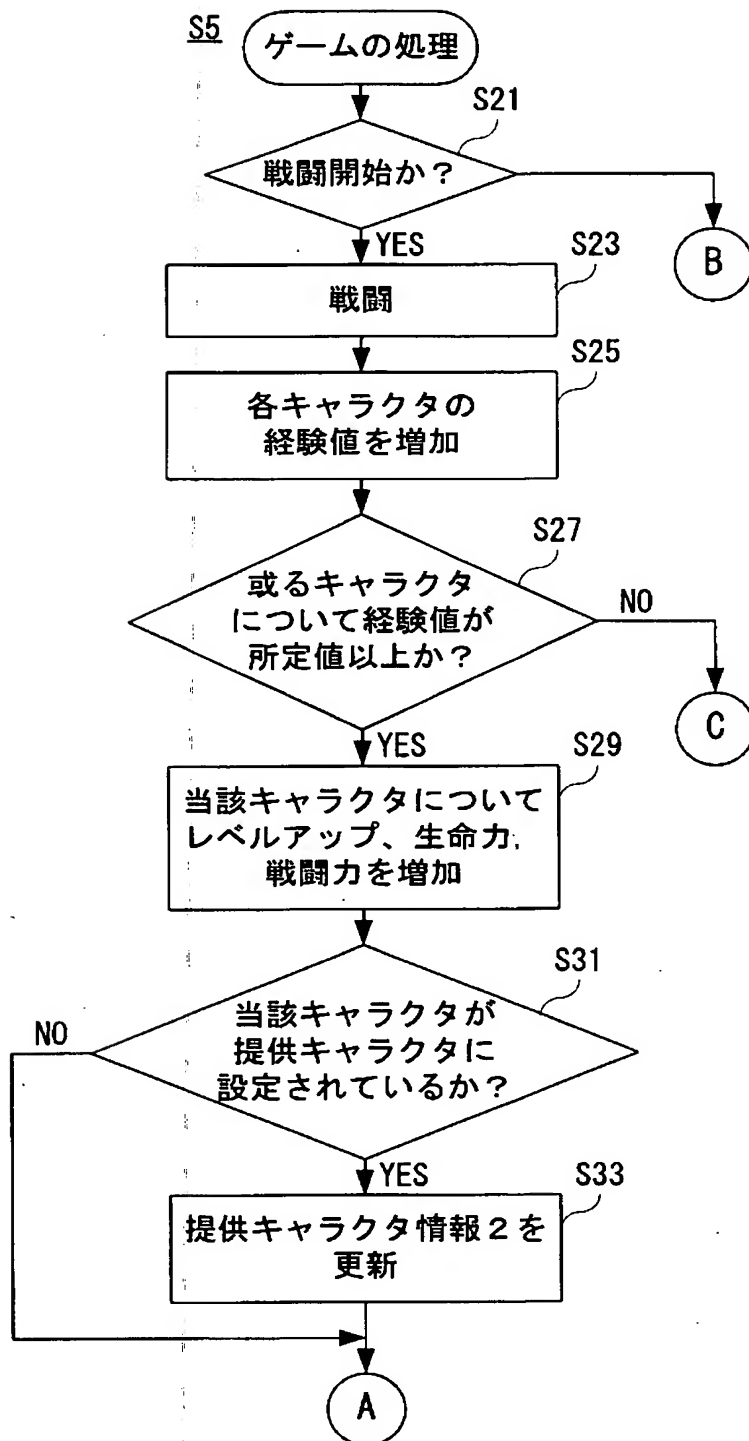 S5
ゲームの処理
S21
戦闘開始か？
B
YES
S23
戦闘
S25
各キャラクタの
経験値を増加
S27
或るキャラクタ
について経験値が
所定値以上か？
NO
C
YES
S29
当該キャラクタについて
レベルアップ、生命力,
戦闘力を増加
S31
NO
当該キャラクタが
提供キャラクタに
設定されているか？
YES
S33
提供キャラクタ情報２を
更新
A